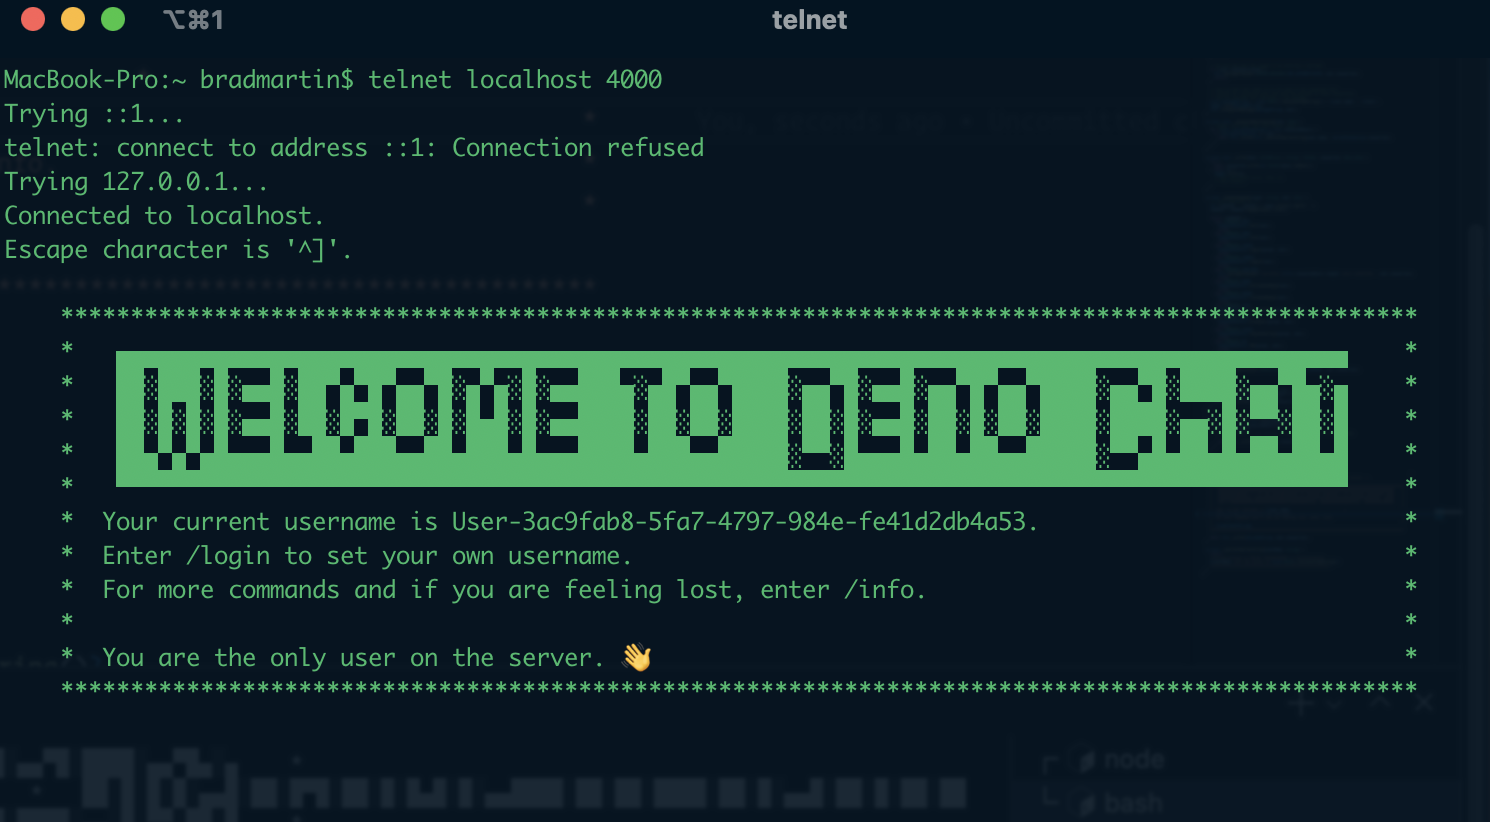 ⌥⌘1 telnet
MacBook-Pro:~ bradmartin$ telnet localhost 4000
Trying ::1...
telnet: connect to address ::1: Connection refused
Trying 127.0.0.1...
Connected to localhost.
Escape character is '^]'.
*************************************************************************************************
WELCOME TO DENO CHAT
* Your current username is User-3ac9fab8-5fa7-4797-984e-fe41d2db4a53. *
* Enter /login to set your own username. *
* For more commands and if you are feeling lost, enter /info. *
* *
* You are the only user on the server. 👋 *
*************************************************************************************************
node
bash